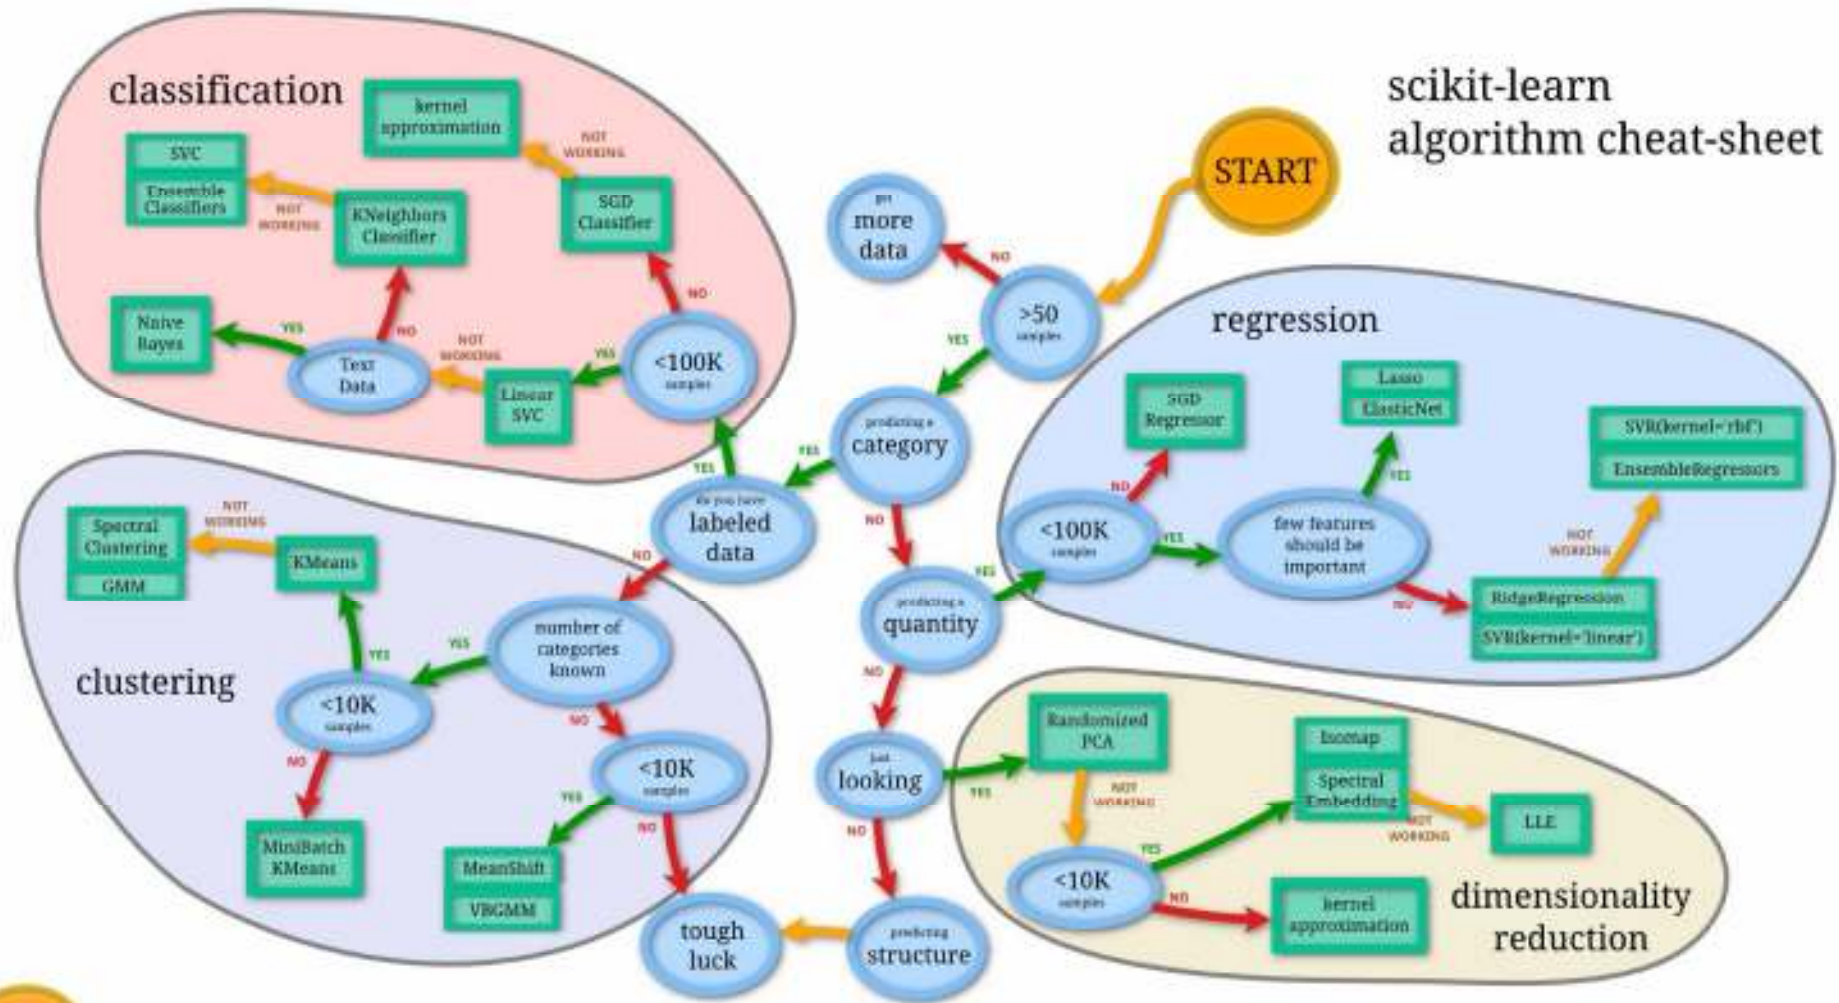 scikit-learn
algorithm cheat-sheet
START
classification
kernel
approximation
NOT
WORKING
SVC
Ensemble
Classifiers
NOT
WORKING
KNeighbors
Classifier
SGD
Classifier
NO
Naive
Bayes
YES
Text
Data
NO
NOT
WORKING
Linear
SVC
YES
<100K
samples
YES
get
more
data
NO
>50
samples
YES
predicting a
category
YES
NO
do you have
labeled
data
NO
regression
SGD
Regressor
NO
<100K
samples
YES
YES
few features
should be
important
YES
Lasso
ElasticNet
NO
RidgeRegression
SVR(kernel='linear')
NOT
WORKING
SVR(kernel='rbf')
EnsembleRegressors
predicting a
quantity
NO
clustering
Spectral
Clustering
GMM
NOT
WORKING
KMeans
YES
<10K
samples
NO
MiniBatch
KMeans
YES
number of
categories
known
NO
<10K
samples
YES
MeanShift
VBGMM
NO
tough
luck
just
looking
YES
NO
predicting
structure
dimensionality
reduction
Randomized
PCA
NOT
WORKING
<10K
samples
YES
Isomap
Spectral
Embedding
NOT
WORKING
LLE
NO
kernel
approximation